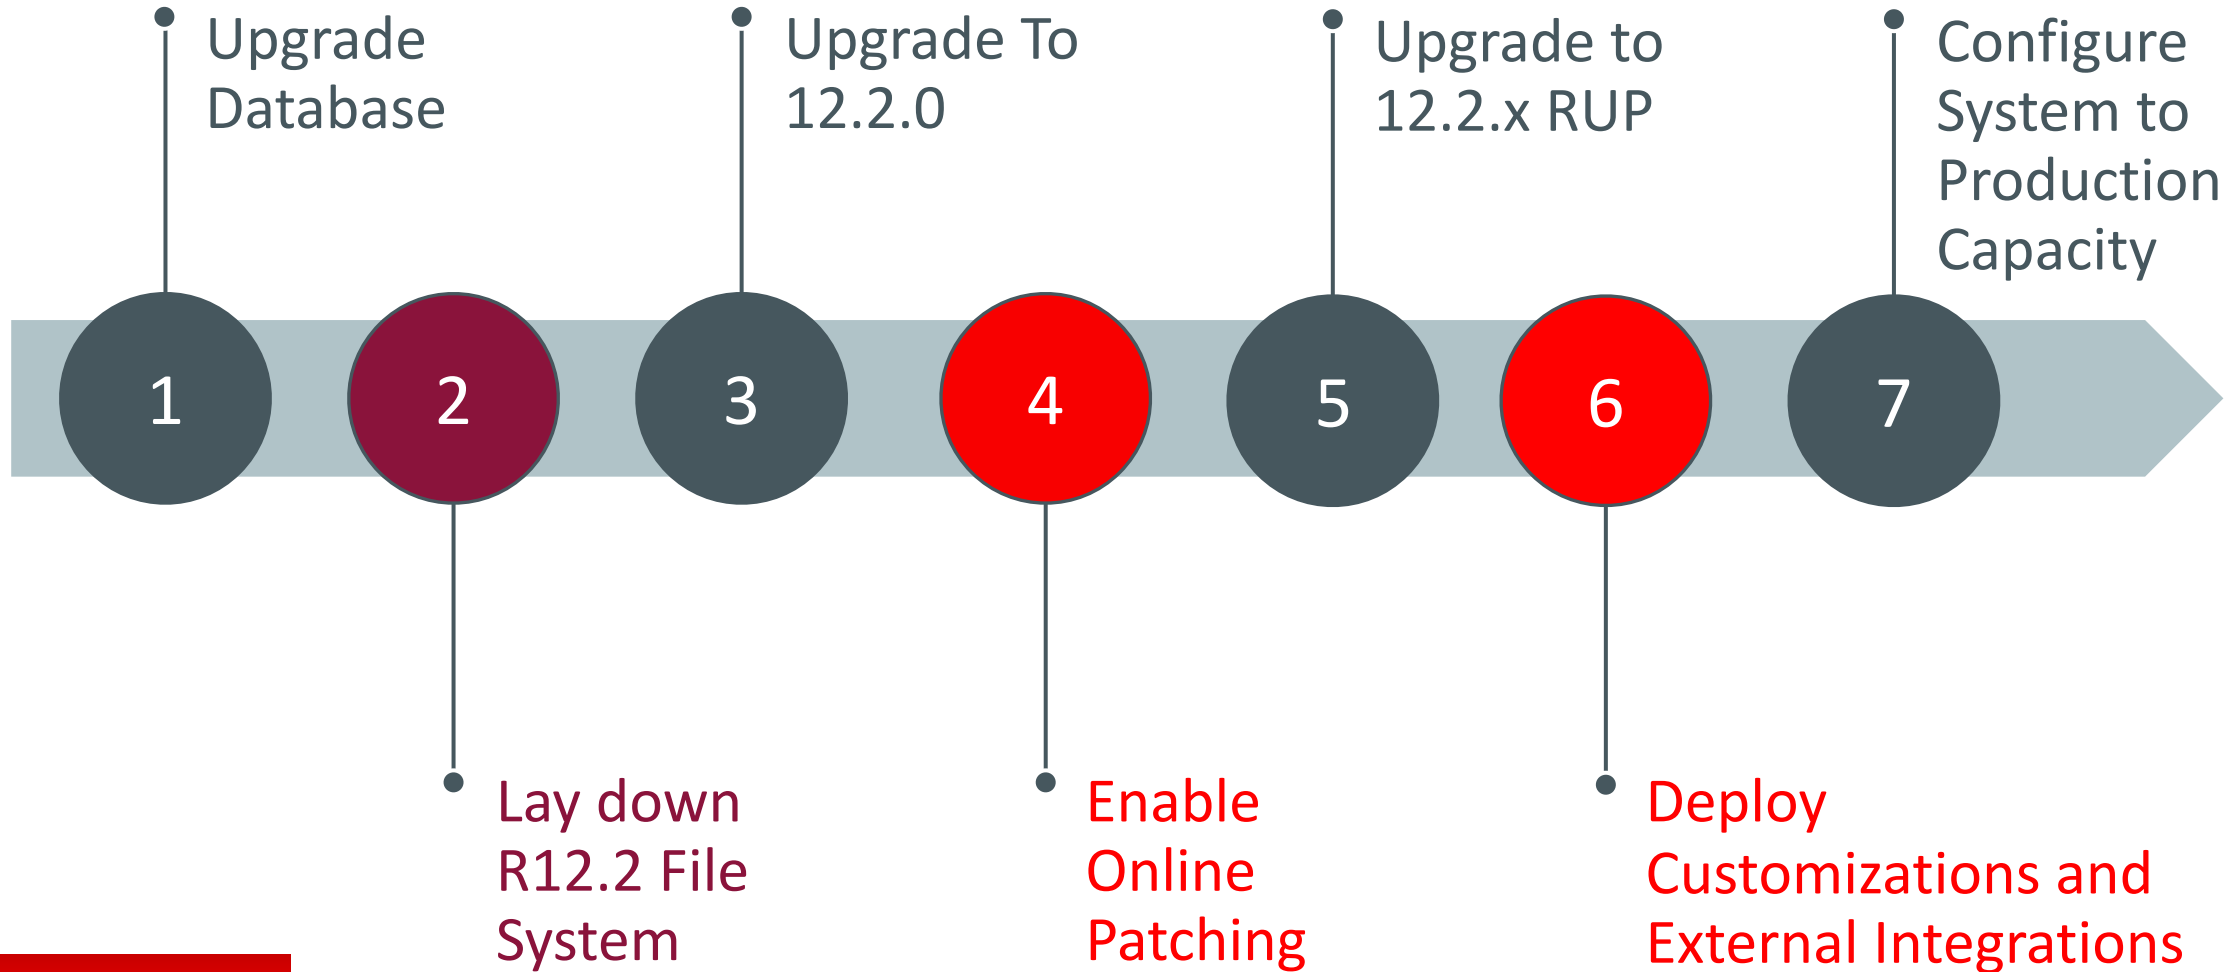 Upgrade
Database
Upgrade To
12.2.0
Upgrade to
12.2.x RUP
Configure
System to
Production
Capacity
1
2
3
4
5
6
7
Lay down
R12.2 File
System
Enable
Online
Patching
Deploy
Customizations and
External Integrations